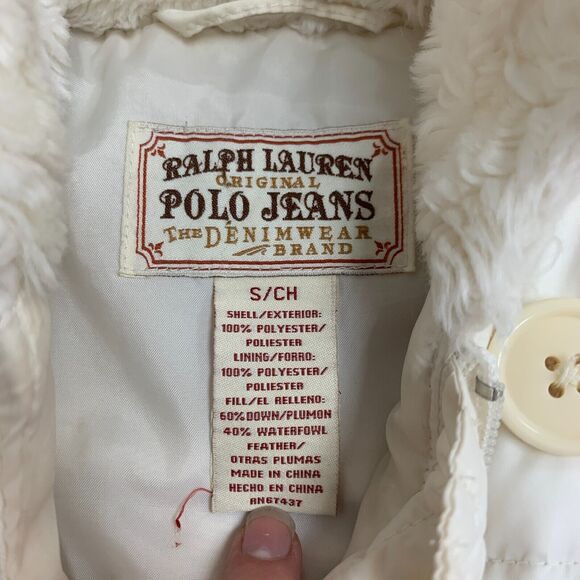 RALPH LAUREN
ORIGINAL
POLO JEANS
THE DENIMWEAR
BRAND
S/CH
SHELL/EXTERIOR:
100% POLYESTER/
POLIESTER
LINING/FORRO:
100% POLYESTER/
POLIESTER
FILL/EL RELLENO:
60%DOWN/PLUMON
40% WATERFOWL
FEATHER/
OTRAS PLUMAS
MADE IN CHINA
HECHO EN CHINA
RN67437